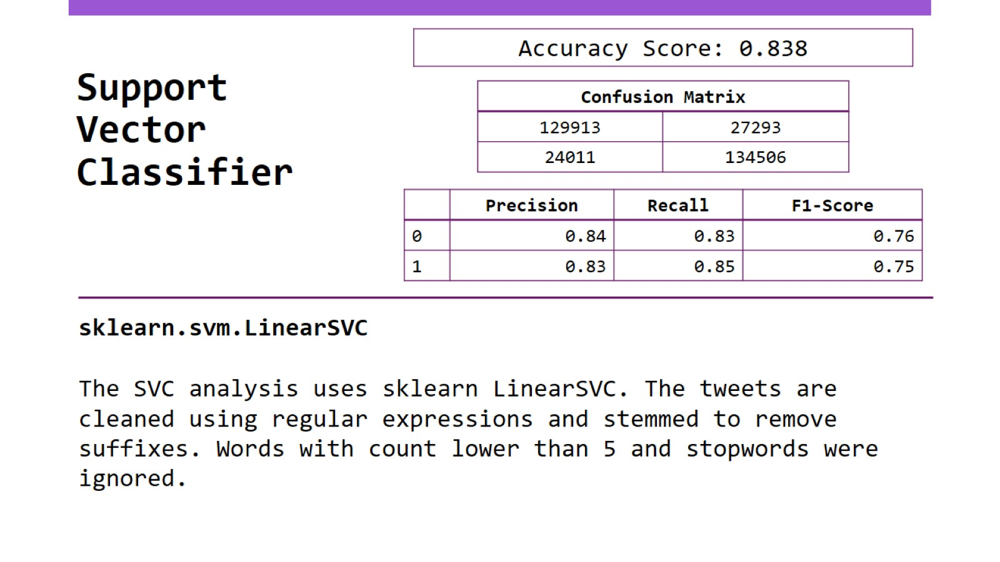 Support
Vector
Classifier
Accuracy Score: 0.838
Confusion Matrix
129913 27293
24011 134506
Precision Recall F1-Score
0 0.84 0.83 0.76
1 0.83 0.85 0.75
sklearn.svm.LinearSVC
The SVC analysis uses sklearn LinearSVC. The tweets are
cleaned using regular expressions and stemmed to remove
suffixes. Words with count lower than 5 and stopwords were
ignored.